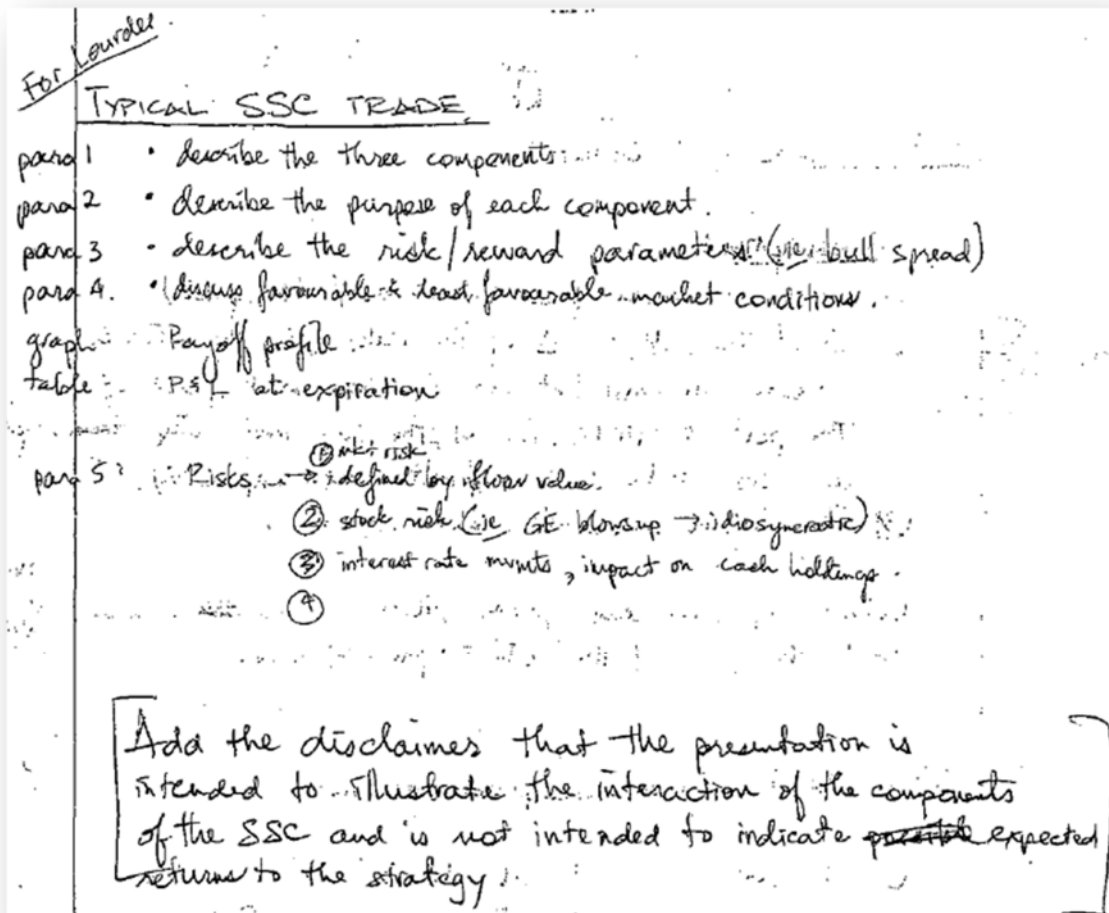 For Lourdes.
TYPICAL SSC TRADE.
para 1 • describe the three components
para 2 • describe the purpose of each component.
para 3 • describe the risk/reward parameters (ie bull spread)
para 4. • discuss favourable & least favourable market conditions.
graph Payoff profile
table P&L at expiration
① mkt risk
para 5 Risks → defined by floor value.
② stock risk (ie GE blows up → idiosyncratic)
③ interest rate mvmts, impact on cash holdings.
④
Add the disclaimer that the presentation is
intended to illustrate the interaction of the components
of the SSC and is not intended to indicate expected
returns to the strategy.